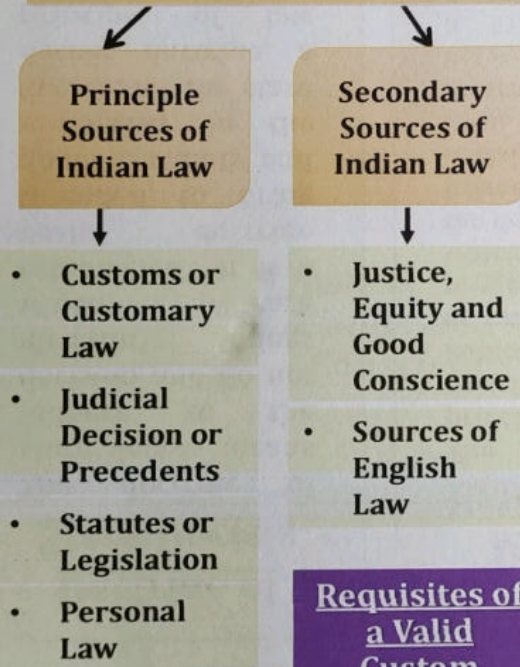 Principle
Sources of
Indian Law
• Customs or
Customary
Law
• Judicial
Decision or
Precedents
• Statutes or
Legislation
• Personal
Law
Secondary
Sources of
Indian Law
• Justice,
Equity and
Good
Conscience
• Sources of
English
Law
Requisites of
a Valid
Custom